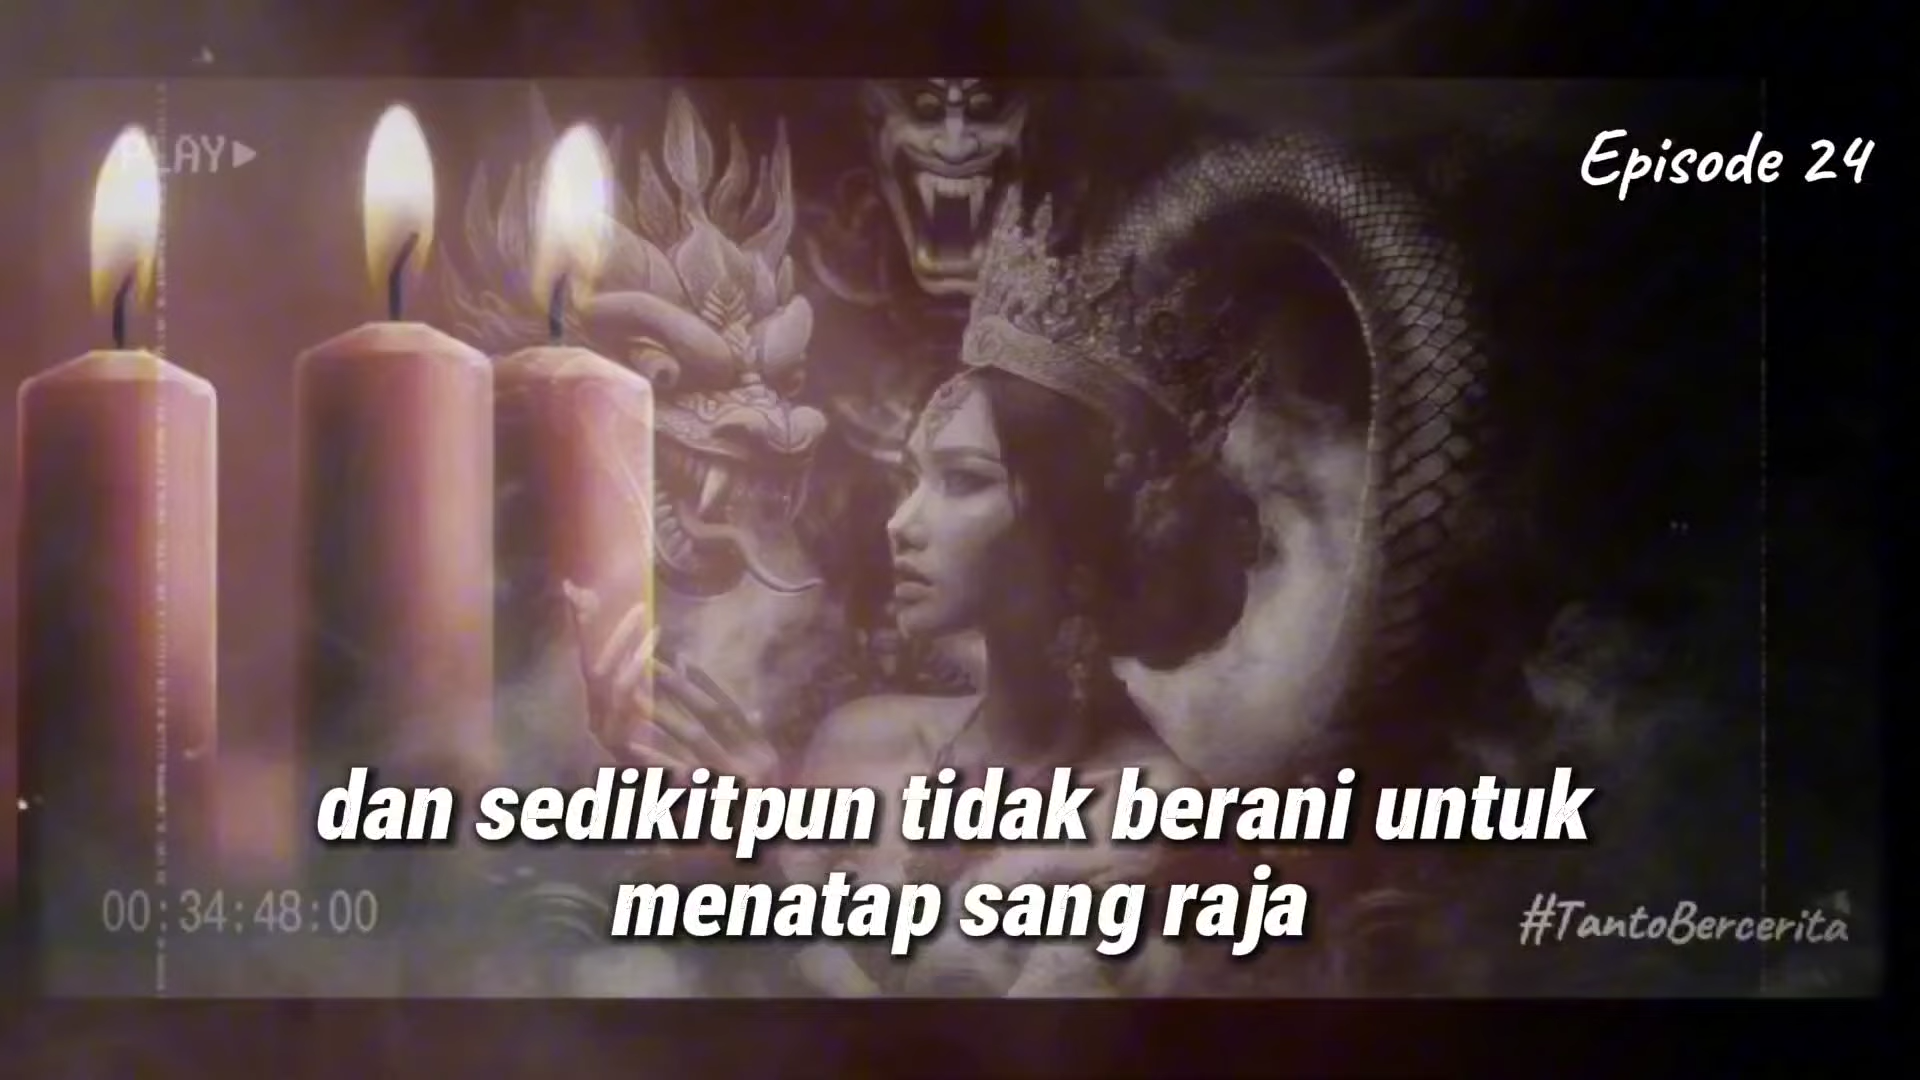 PLAY
Episode 24
dan sedikitpun tidak berani untuk
menatap sang raja
00:34:48:00
#TantoBercerita